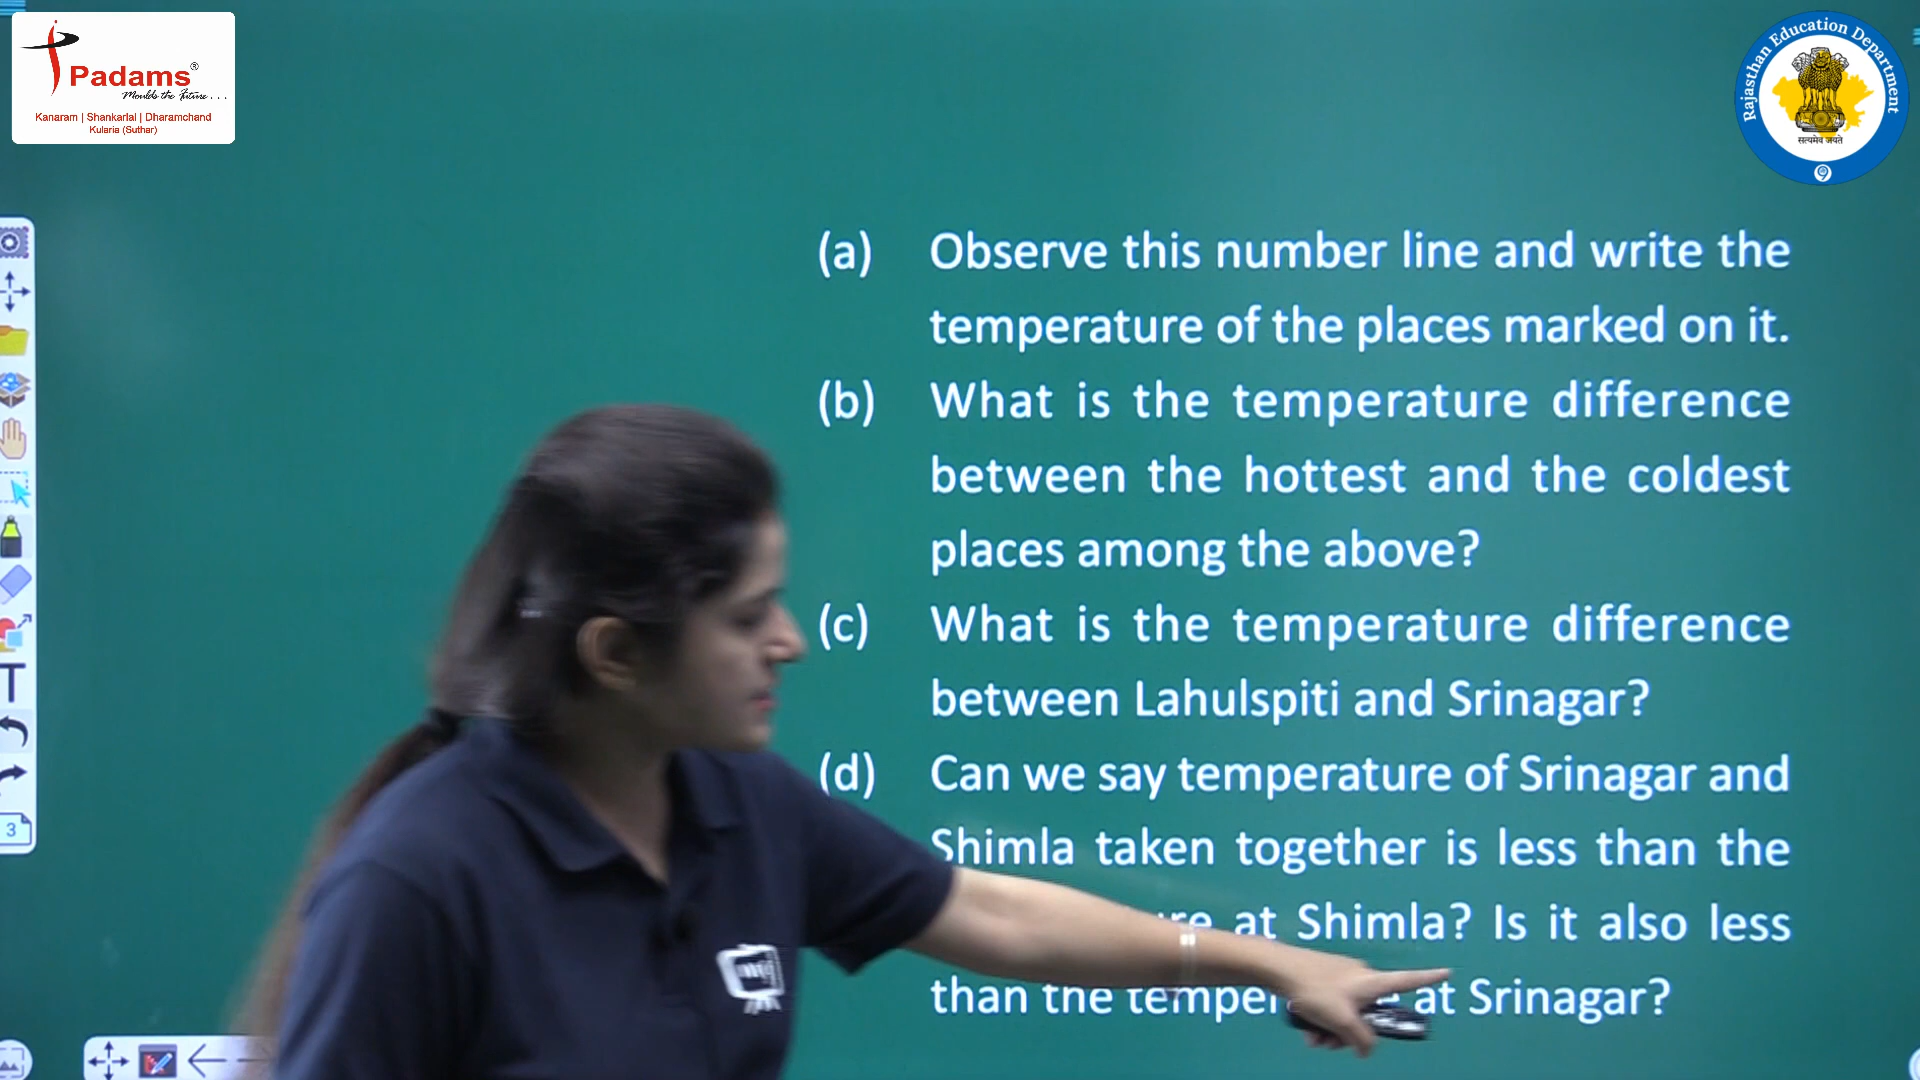 Padams®
Moulds the Future...
Kanaram | Shankarlal | Dharamchand
Kularia (Suthar)
Rajasthan Education Department
सत्यमेव जयते
(a) Observe this number line and write the
temperature of the places marked on it.
(b) What is the temperature difference
between the hottest and the coldest
places among the above?
(c) What is the temperature difference
between Lahulspiti and Srinagar?
(d) Can we say temperature of Srinagar and
Shimla taken together is less than the
at Shimla? Is it also less
than the at Srinagar?
T
3